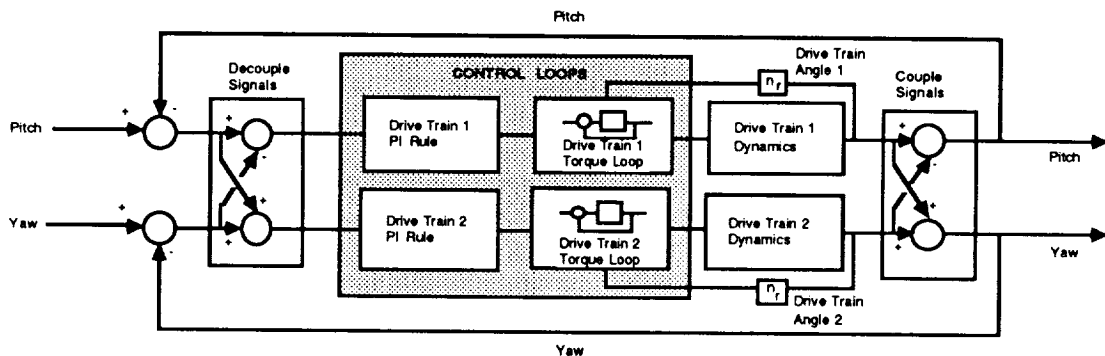 Pitch
Drive Train
Angle 1
Decouple
Signals
CONTROL LOOPS
n_r
Couple
Signals
+
-
Pitch
+
-
Drive Train 1
PI Rule
Drive Train 1
Torque Loop
Drive Train 1
Dynamics
+
-
Pitch
+
Yaw
+
+
-
Drive Train 2
PI Rule
Drive Train 2
Torque Loop
Drive Train 2
Dynamics
+
+
Yaw
n_r
Drive Train
Angle 2
Yaw